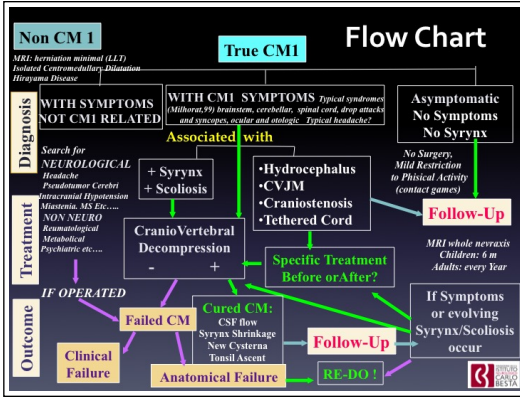 Non CM 1
True CM1
Flow Chart
MRI: herniation minimal (LLT)
Isolated Centromedullary Dilatation
Hirayama Disease
Diagnosis
WITH SYMPTOMS
NOT CM1 RELATED
WITH CM1 SYMPTOMS Typical syndromes
(Milhorat,99) brainstem, cerebellar, spinal cord, drop attacks
and syncopes, ocular and otologic Typical headache?
Asymptomatic
No Symptoms
No Syrynx
Associated with
Search for
NEUROLOGICAL
Headache
Pseudotumor Cerebri
Intracranial Hypotension
Miastenia. MS Etc.....
NON NEURO
Reumatological
Metabolical
Psychiatric etc....
+ Syrynx
+ Scoliosis
•Hydrocephalus
•CVJM
•Craniostenosis
•Tethered Cord
No Surgery,
Mild Restriction
to Phisical Activity
(contact games)
Follow-Up
Treatment
CranioVertebral
Decompression
- +
Specific Treatment
Before orAfter?
MRI whole nevraxis
Children: 6 m
Adults: every Year
IF OPERATED
Outcome
Failed CM
Cured CM:
CSF flow
Syrynx Shrinkage
New Cysterna
Tonsil Ascent
Follow-Up
If Symptoms
or evolving
Syrynx/Scoliosis
occur
Clinical
Failure
Anatomical Failure
RE-DO !
CARLO
BESTA